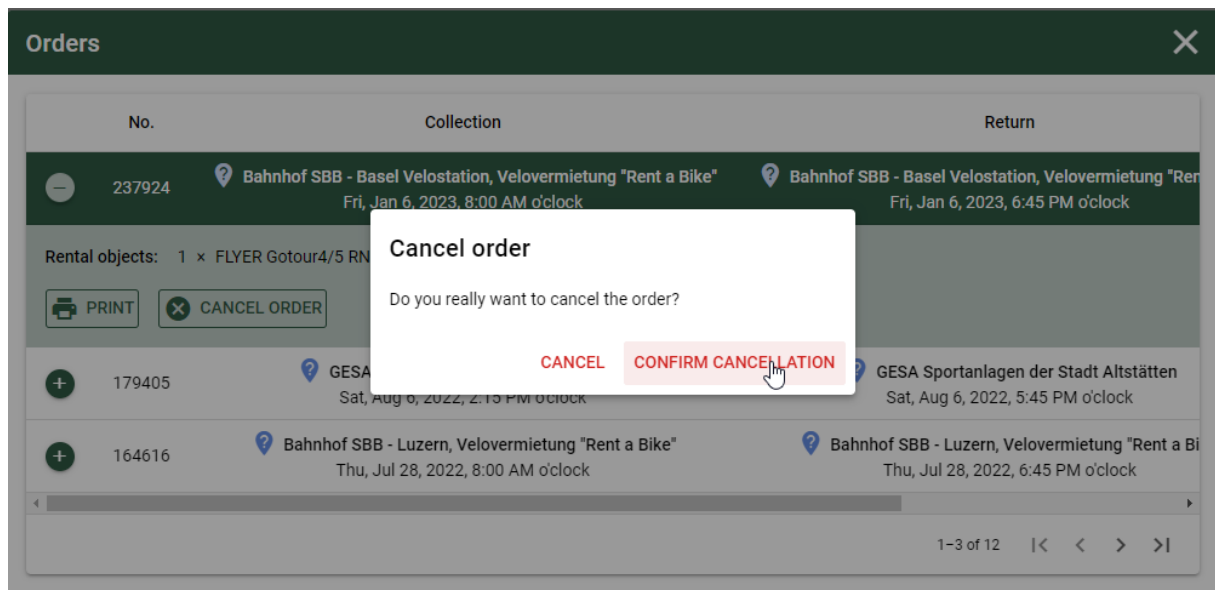 Orders
No. Collection Return
237924 Bahnhof SBB - Basel Velostation, Velovermietung "Rent a Bike" Bahnhof SBB - Basel Velostation, Velovermietung "Ren
Fri, Jan 6, 2023, 8:00 AM o'clock Fri, Jan 6, 2023, 6:45 PM o'clock
Rental objects: 1 × FLYER Gotour4/5 RN
PRINT CANCEL ORDER
Cancel order
Do you really want to cancel the order?
CANCEL CONFIRM CANCELLATION
179405 GESA GESA Sportanlagen der Stadt Altstätten
Sat, Aug 6, 2022, 2:15 PM o'clock Sat, Aug 6, 2022, 5:45 PM o'clock
164616 Bahnhof SBB - Luzern, Velovermietung "Rent a Bike" Bahnhof SBB - Luzern, Velovermietung "Rent a Bi
Thu, Jul 28, 2022, 8:00 AM o'clock Thu, Jul 28, 2022, 6:45 PM o'clock
1–3 of 12